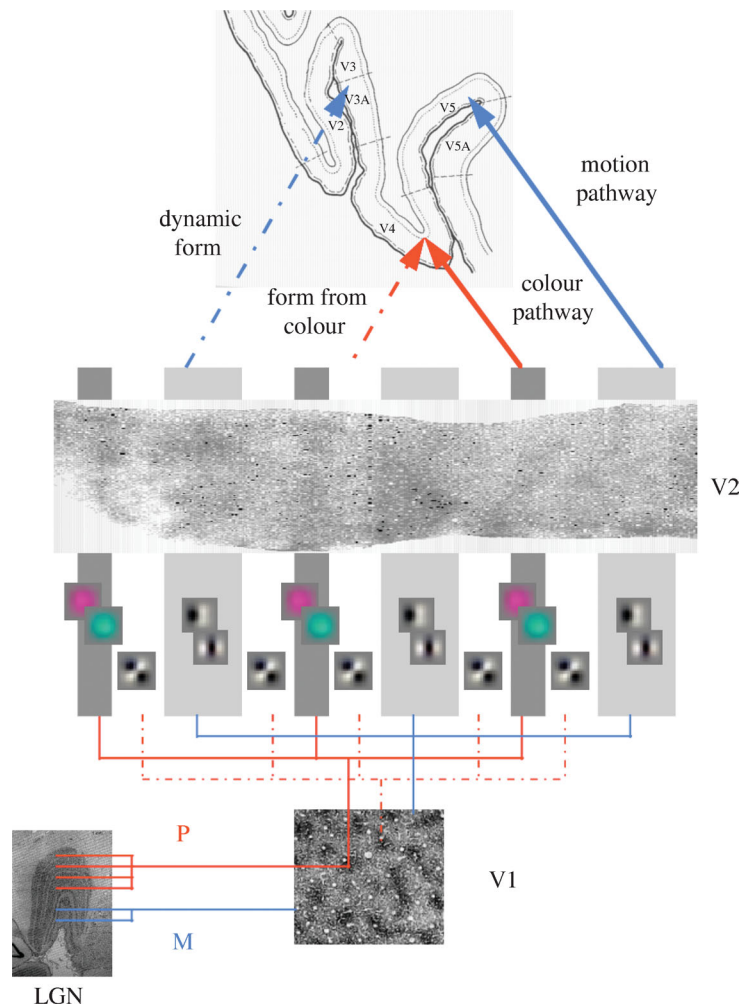 V3
V3A
V2
V5
V5A
V4
motion
pathway
dynamic
form
form from
colour
colour
pathway
V2
P
V1
M
LGN